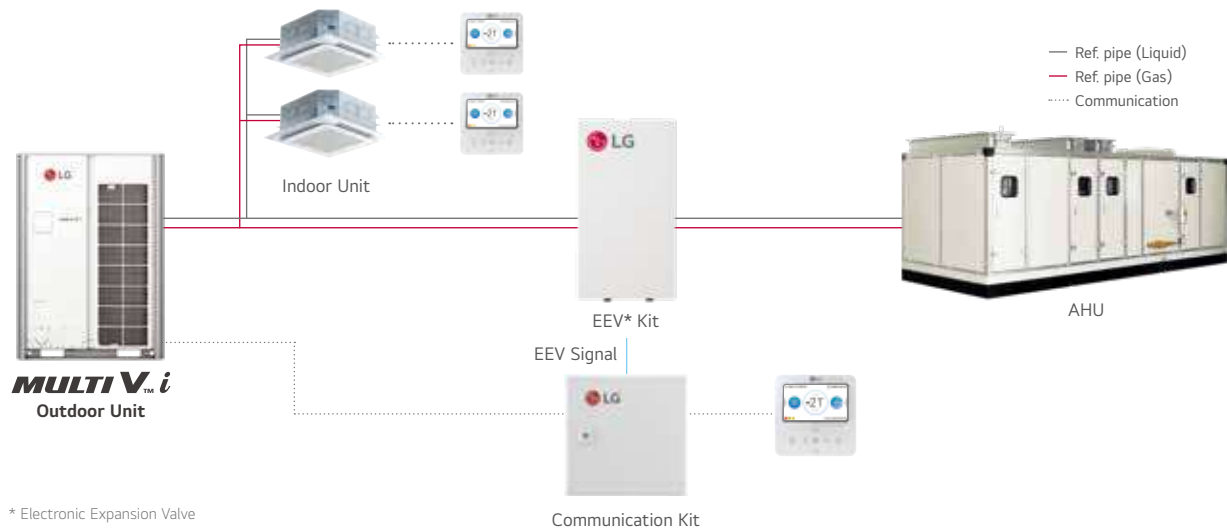 Ref. pipe (Liquid)
Ref. pipe (Gas)
Communication
Indoor Unit
LG
LG
EEV* Kit
AHU
EEV Signal
MULTI V™ i
Outdoor Unit
LG
* Electronic Expansion Valve
Communication Kit